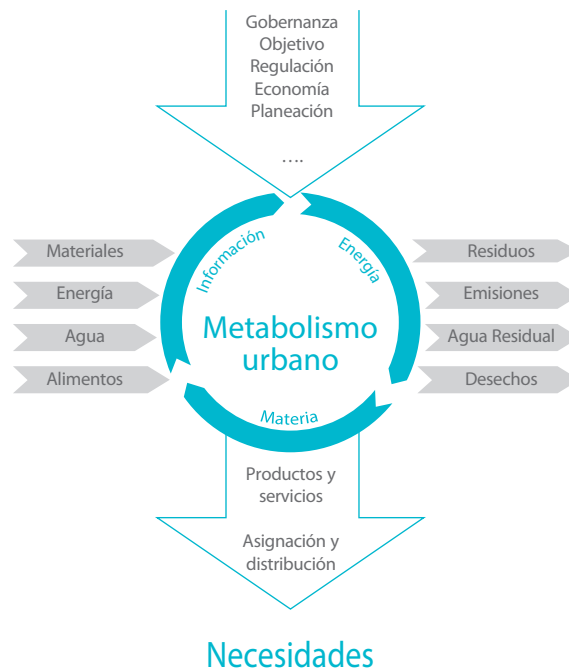 Gobernanza
Objetivo
Regulación
Economía
Planeación
....
Información
Energía
Materia
Metabolismo
urbano
Materiales
Energía
Agua
Alimentos
Residuos
Emisiones
Agua Residual
Desechos
Productos y
servicios
Asignación y
distribución
Necesidades